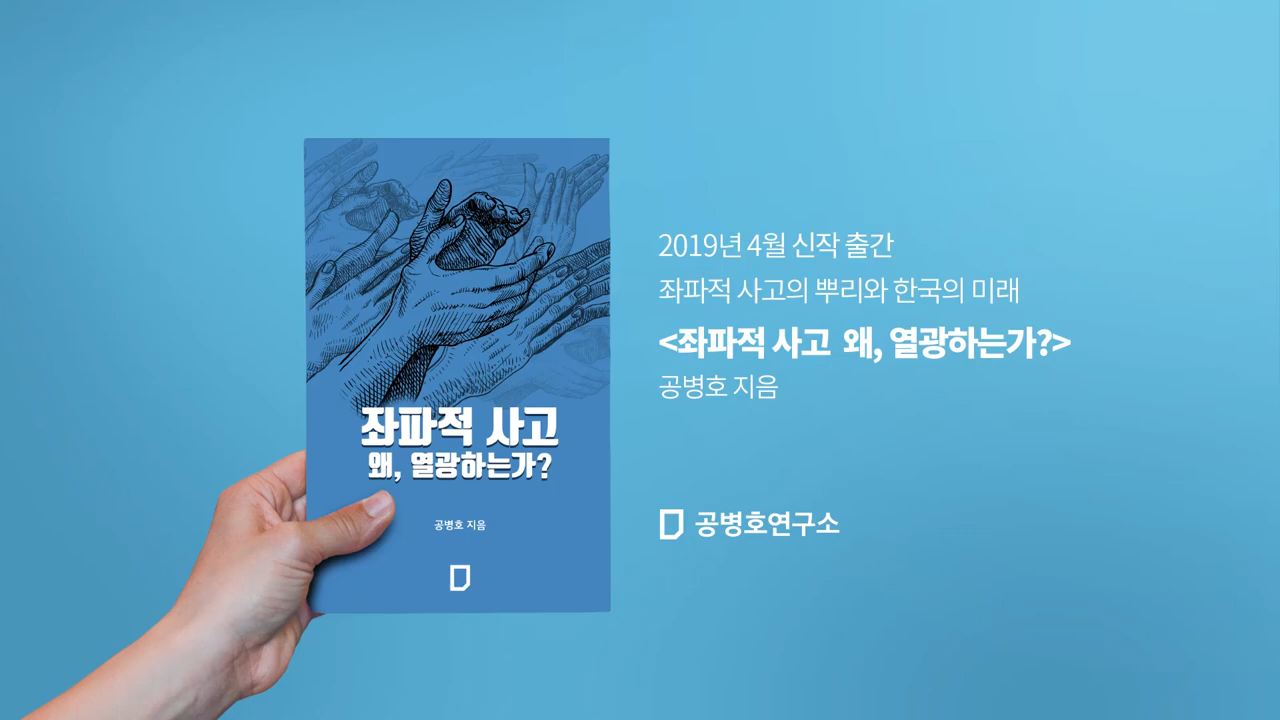 좌파적 사고
왜, 열광하는가?
공병호 지음
2019년 4월 신작 출간
좌파적 사고의 뿌리와 한국의 미래
<좌파적 사고 왜, 열광하는가?>
공병호 지음
공병호연구소